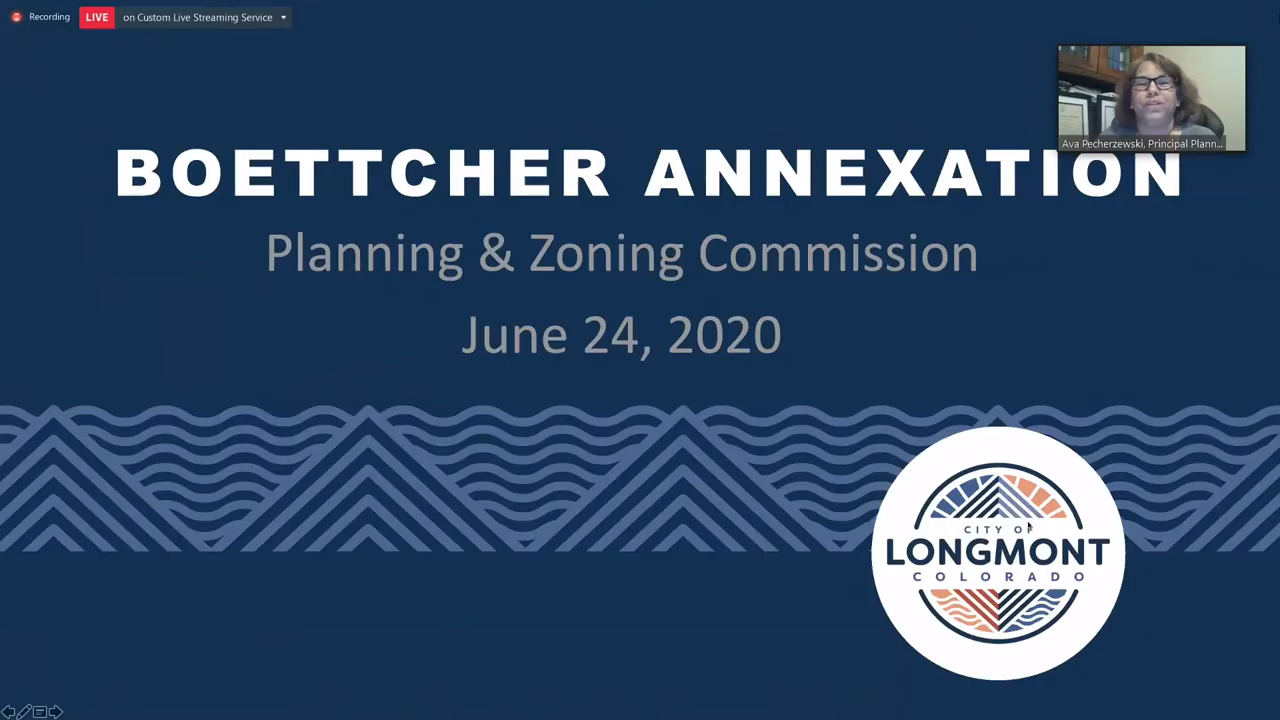 Recording
LIVE on Custom Live Streaming Service
Ava Pecherzewski, Principal Plann...
BOETTCHER ANNEXATION
Planning & Zoning Commission
June 24, 2020
CITY OF
LONGMONT
COLORADO